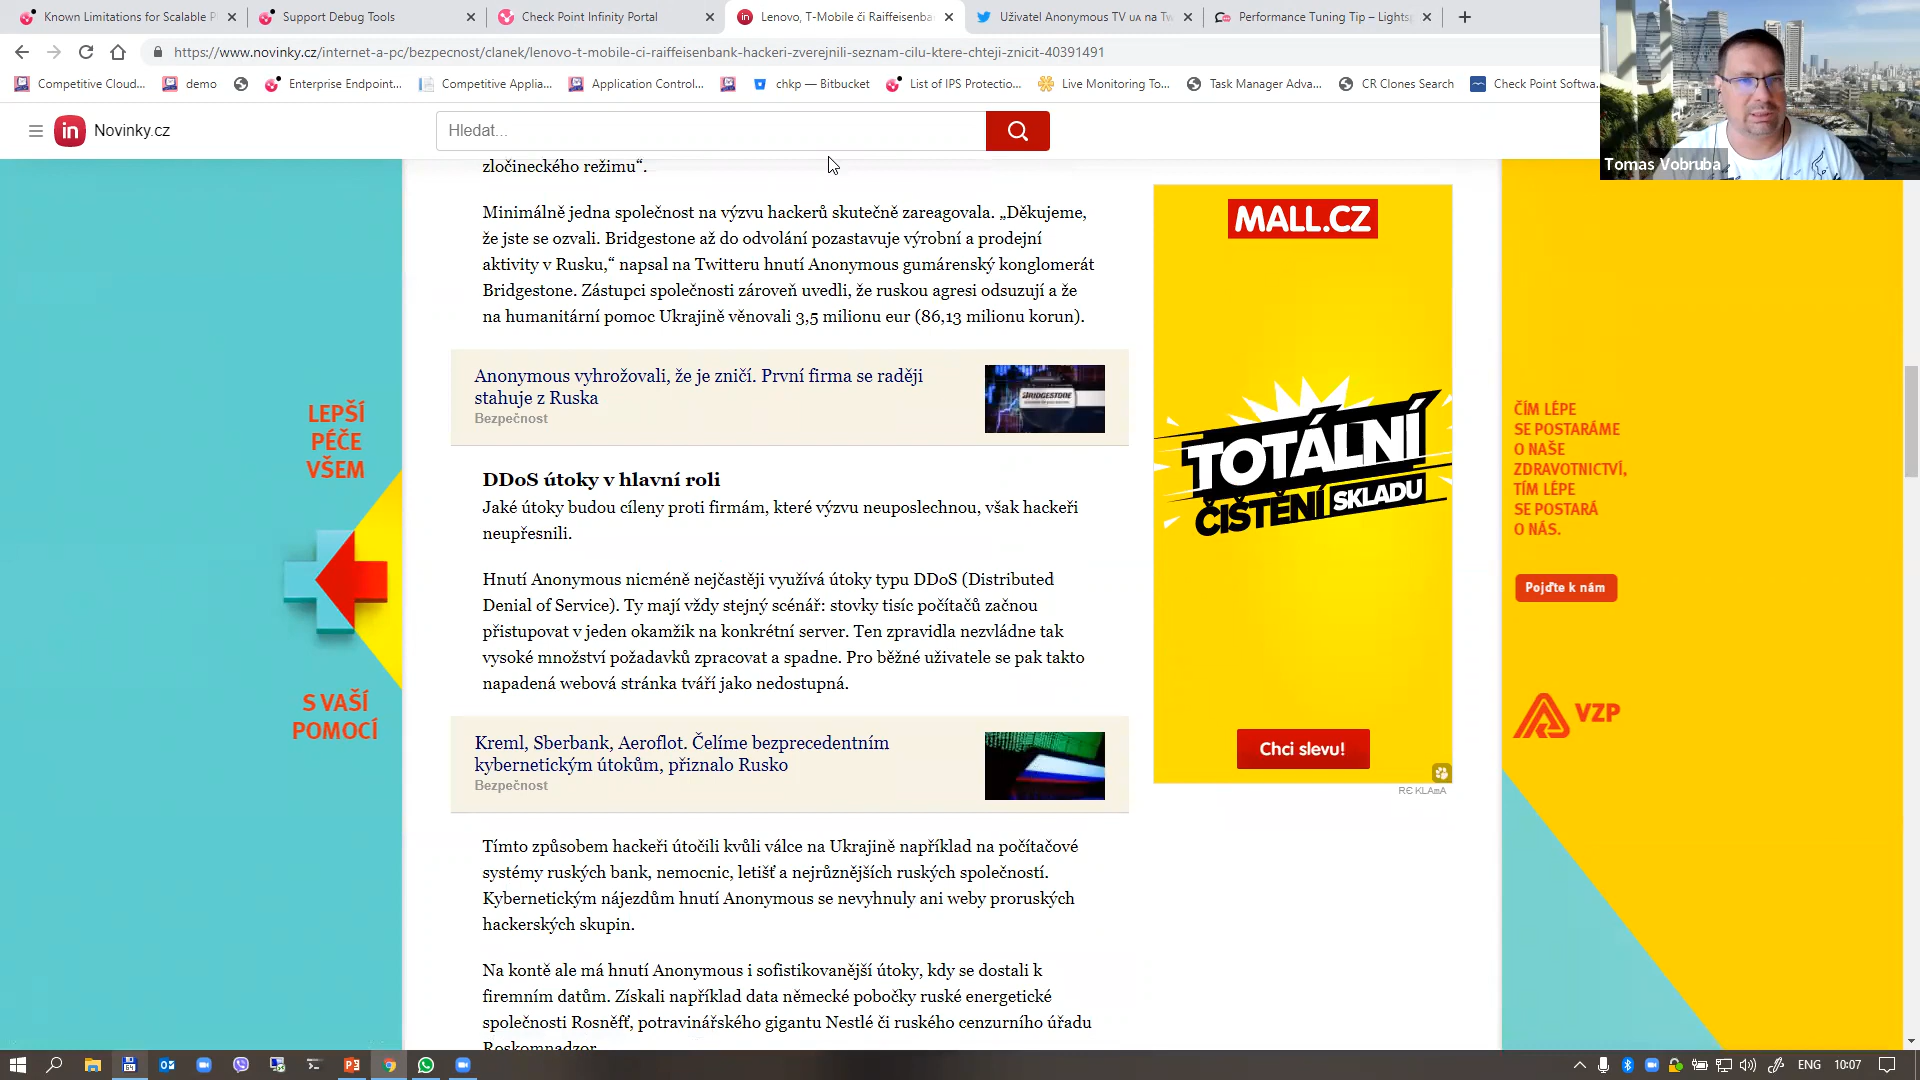 Known Limitations for Scalable P
Support Debug Tools
Check Point Infinity Portal
Lenovo, T-Mobile či Raiffeisenba
Uživatel Anonymous TV UA na Tw
Performance Tuning Tip – Lights
https://www.novinky.cz/internet-a-pc/bezpecnost/clanek/lenovo-t-mobile-ci-raiffeisenbank-hackeri-zverejnili-seznam-cilu-ktere-chteji-znicit-40391491
Competitive Cloud...
demo
Enterprise Endpoint...
Competitive Applia...
Application Control...
chkp — Bitbucket
List of IPS Protectio...
Live Monitoring To...
Task Manager Adva...
CR Clones Search
Check Point Softwa
Tomas Vobruba
in Novinky.cz
Hledat...
zločineckého režimu“.
Minimálně jedna společnost na výzvu hackerů skutečně zareagovala. „Děkujeme,
že jste se ozvali. Bridgestone až do odvolání pozastavuje výrobní a prodejní
aktivity v Rusku,“ napsal na Twitteru hnutí Anonymous gumárenský konglomerát
Bridgestone. Zástupci společnosti zároveň uvedli, že ruskou agresi odsuzují a že
na humanitární pomoc Ukrajině věnovali 3,5 milionu eur (86,13 milionu korun).
Anonymous vyhrožovali, že je zničí. První firma se raději
stahuje z Ruska
Bezpečnost
BRIDGESTONE
DDoS útoky v hlavní roli
Jaké útoky budou cíleny proti firmám, které výzvu neuposlechnou, však hackeři
neupřesnili.
Hnutí Anonymous nicméně nejčastěji využívá útoky typu DDoS (Distributed
Denial of Service). Ty mají vždy stejný scénář: stovky tisíc počítačů začnou
přistupovat v jeden okamžik na konkrétní server. Ten zpravidla nezvládne tak
vysoké množství požadavků zpracovat a spadne. Pro běžné uživatele se pak takto
napadená webová stránka tváří jako nedostupná.
Kreml, Sberbank, Aeroflot. Čelíme bezprecedentním
kybernetickým útokům, přiznalo Rusko
Bezpečnost
Tímto způsobem hackeři útočili kvůli válce na Ukrajině například na počítačové
systémy ruských bank, nemocnic, letišť a nejrůznějších ruských společností.
Kybernetickým nájezdům hnutí Anonymous se nevyhnuly ani weby proruských
hackerských skupin.
Na kontě ale má hnutí Anonymous i sofistikovanější útoky, kdy se dostali k
firemním datům. Získali například data německé pobočky ruské energetické
společnosti Rosněfť, potravinářského gigantu Nestlé či ruského cenzurního úřadu
Roskomnadzor.
LEPŠÍ
PÉČE
VŠEM
S VAŠÍ
POMOCÍ
MALL.CZ
TOTÁLNÍ
ČIŠTĚNÍ SKLADU
Chci slevu!
REKLAmA
ČÍM LÉPE
SE POSTARÁME
O NAŠE
ZDRAVOTNICTVÍ,
TÍM LÉPE
SE POSTARÁ
O NÁS.
Pojďte k nám
VZP
ENG
10:07